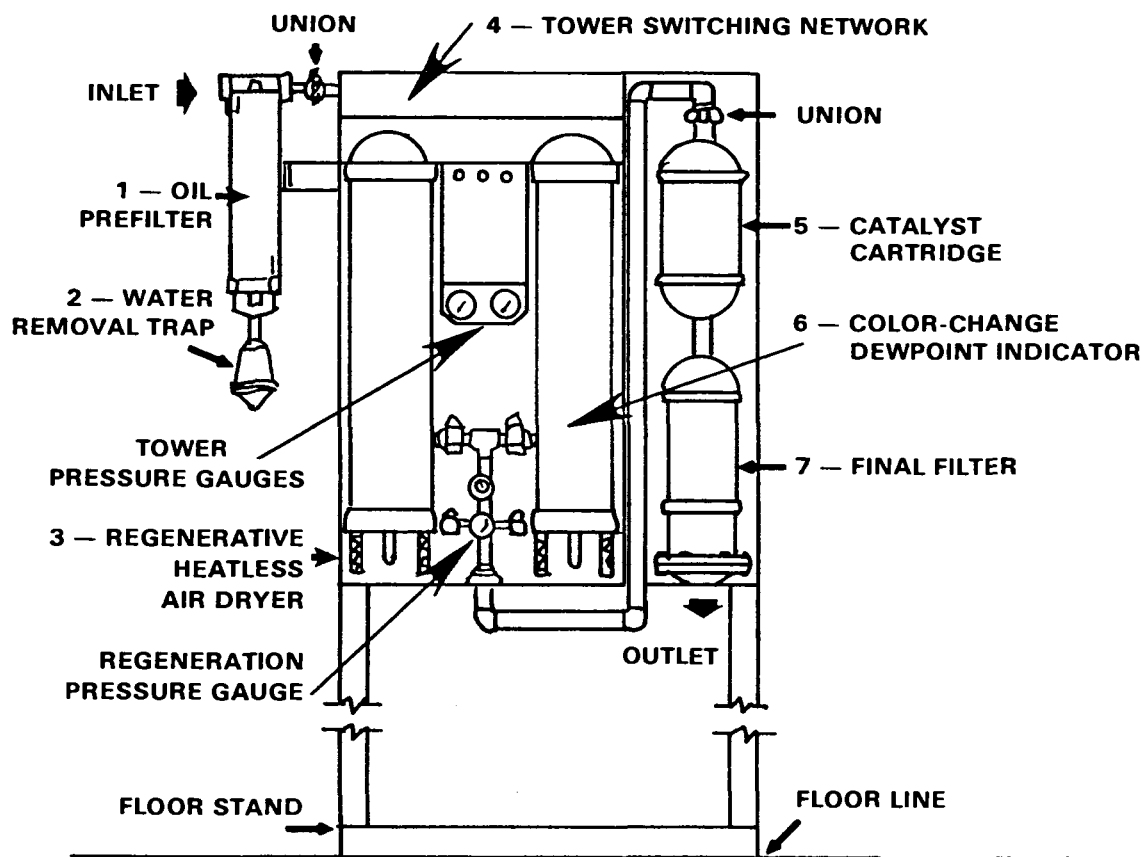 UNION
4 — TOWER SWITCHING NETWORK
INLET
UNION
1 — OIL
PREFILTER
5 — CATALYST
CARTRIDGE
2 — WATER
REMOVAL TRAP
6 — COLOR-CHANGE
DEWPOINT INDICATOR
TOWER
PRESSURE GAUGES
7 — FINAL FILTER
3 — REGENERATIVE
HEATLESS
AIR DRYER
REGENERATION
PRESSURE GAUGE
OUTLET
FLOOR STAND
FLOOR LINE